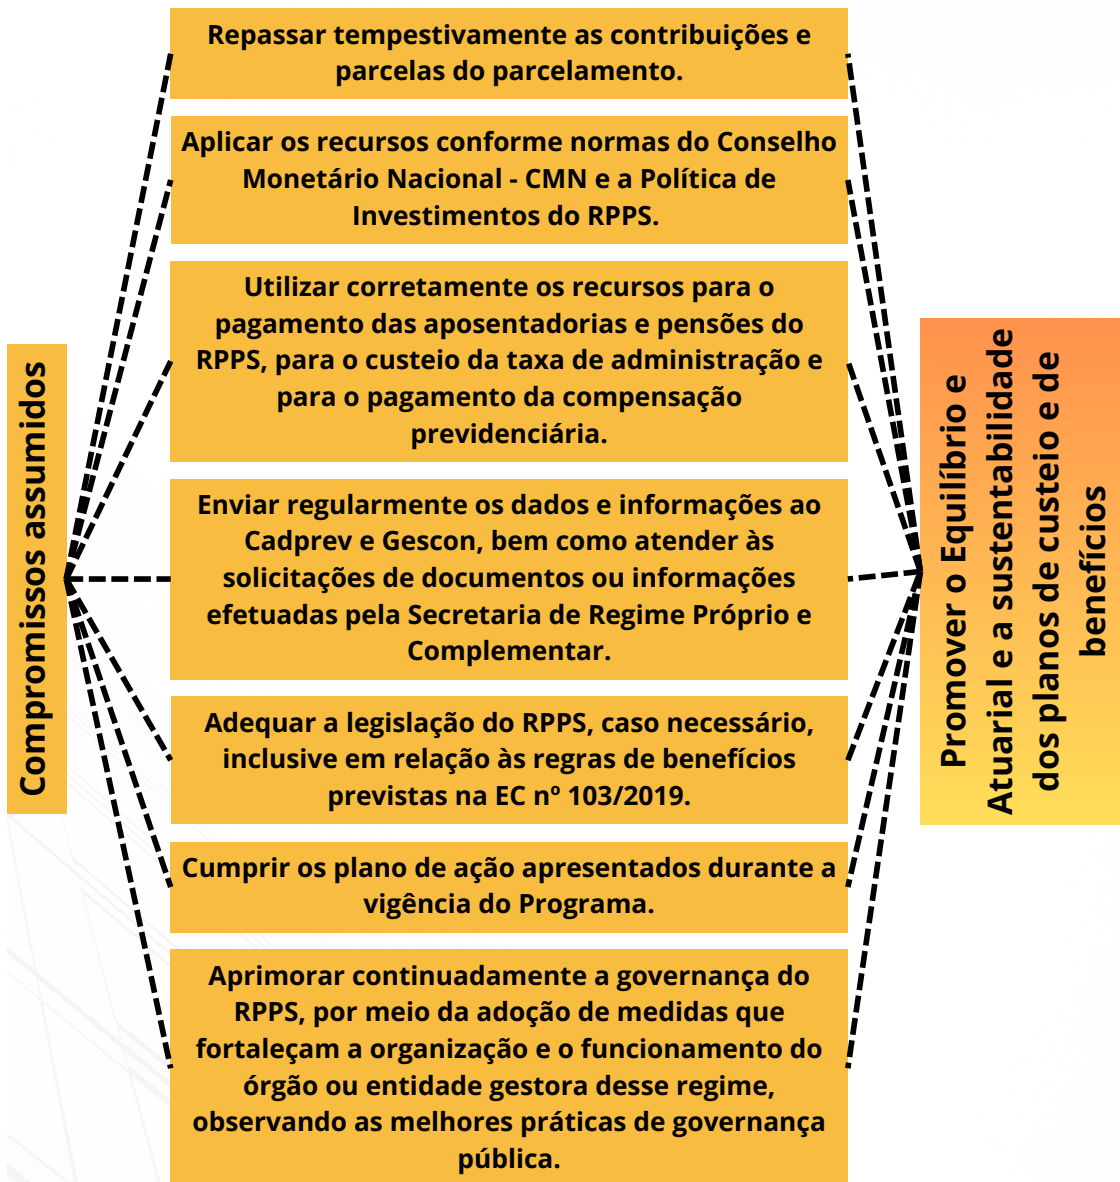 Compromissos assumidos
Repassar tempestivamente as contribuições e
parcelas do parcelamento.
Aplicar os recursos conforme normas do Conselho
Monetário Nacional - CMN e a Política de
Investimentos do RPPS.
Utilizar corretamente os recursos para o
pagamento das aposentadorias e pensões do
RPPS, para o custeio da taxa de administração e
para o pagamento da compensação
previdenciária.
Enviar regularmente os dados e informações ao
Cadprev e Gescon, bem como atender às
solicitações de documentos ou informações
efetuadas pela Secretaria de Regime Próprio e
Complementar.
Adequar a legislação do RPPS, caso necessário,
inclusive em relação às regras de benefícios
previstas na EC nº 103/2019.
Cumprir os plano de ação apresentados durante a
vigência do Programa.
Aprimorar continuadamente a governança do
RPPS, por meio da adoção de medidas que
fortaleçam a organização e o funcionamento do
órgão ou entidade gestora desse regime,
observando as melhores práticas de governança
pública.
Promover o Equilíbrio e
Atuarial e a sustentabilidade
dos planos de custeio e de
benefícios